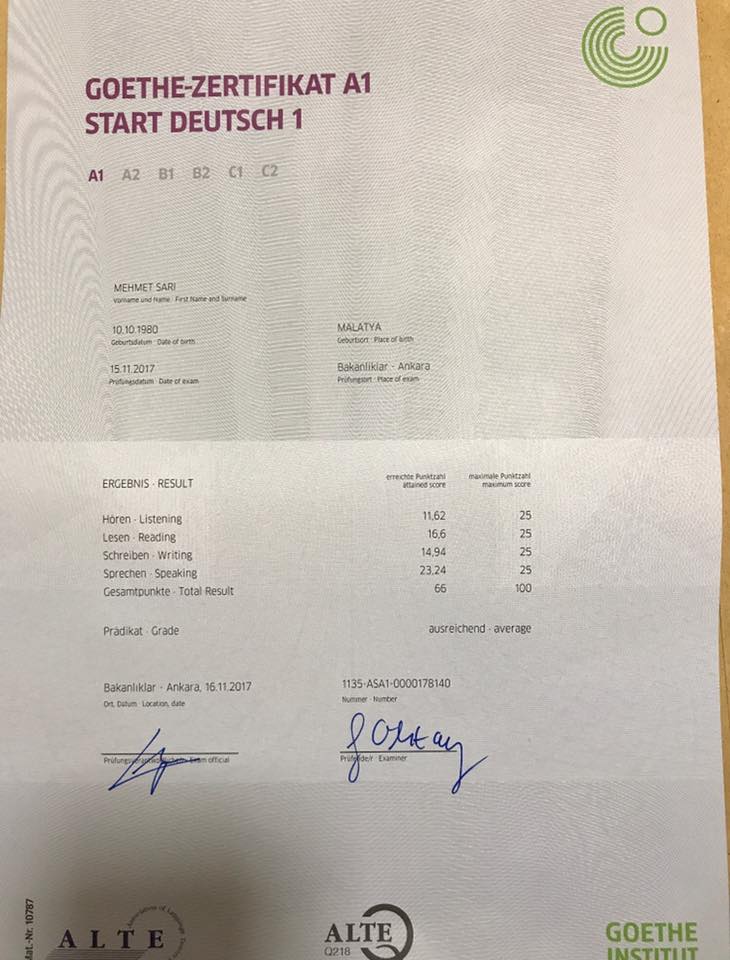 GOETHE-ZERTIFIKAT A1
START DEUTSCH 1
A1 A2 B1 B2 C1 C2
MEHMET SARI
Vorname und Name · First Name and Surname
10.10.1980 MALATYA
Geburtsdatum · Date of birth Geburtsort · Place of birth
15.11.2017 Bakanliklar - Ankara
Prüfungsdatum · Date of exam Prüfungsort · Place of exam
ERGEBNIS · RESULT
erreichte Punktzahl maximale Punktzahl
attained score maximum score
Hören · Listening 11,62 25
Lesen · Reading 16,6 25
Schreiben · Writing 14,94 25
Sprechen · Speaking 23,24 25
Gesamtpunkte · Total Result 66 100
Prädikat · Grade ausreichend · average
Bakanliklar - Ankara, 16.11.2017 1135-ASA1-0000178140
Ort, Datum · Location, date Nummer · Number
Exam official Prüfende/r · Examiner
Mat.-Nr. 10787
ALTE
ALTE
Q218
GOETHE
INSTITUT